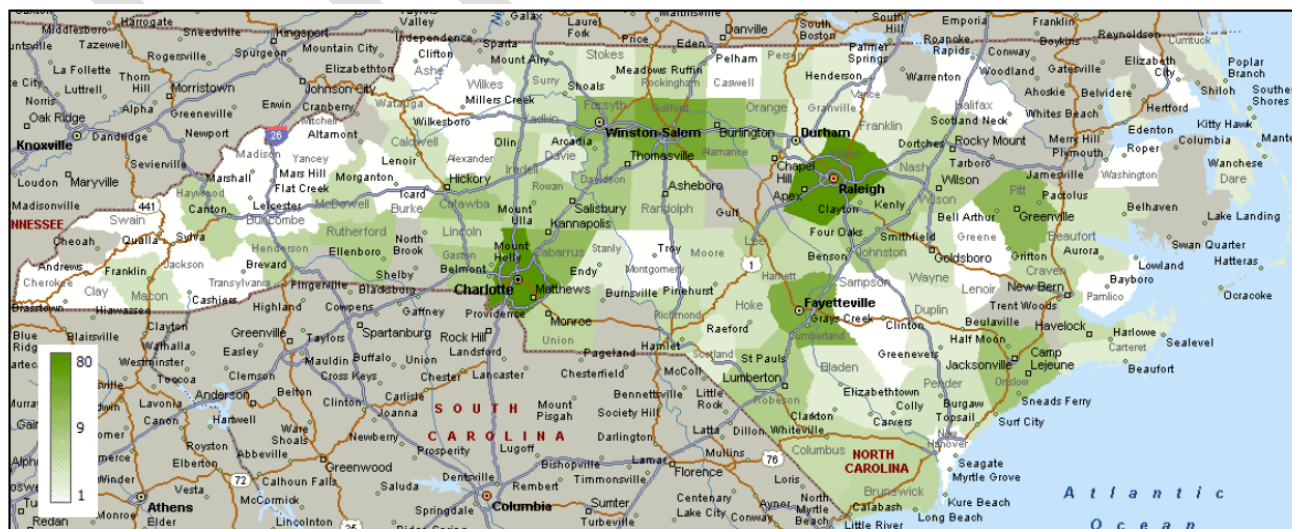 Kingsport
Galax
Danville
Emporia
Franklin
Reynoldson
Harrogate
Sneedville
Independence
Sparta
Laurel Fork
Price
Eden
South Boston
South Hill
Roanoke Rapids
Conway
Boykins
Currituck
Middlesboro
Tazewell
Rogersville
Spurgeon
Mountain City
Clifton
Mount Airy
Stokes
Pelham
Person
Palmer Springs
Woodland
Gatesville
Elizabeth City
Poplar Branch
La Follette
Thorn Hill
Elizabethton
Ashe
Surry
Meadows
Ruffin
Rockingham
Caswell
Henderson
Warrenton
Ahoskie
Belvidere
Shiloh
Southern Shores
Luttrell
Johnson City
Wilkes
Shoals
Granville
Vance
Halifax
Whites Beach
Hertford
Norris
Morristown
Erwin
Cranberry
Watauga
Millers Creek
Forsyth
Guilford
Orange
Franklin
Scotland Neck
Edenton
Kitty Hawk
Oak Ridge
Greeneville
26
Mitchell
Altamont
Wilkesboro
Yadkin
Winston-Salem
Burlington
Durham
Dortches
Rocky Mount
Merry Hill
Roper
Columbia
Manteo
Dandridge
Newport
Madison
Yancey
Caldwell
Olin
Arcadia
Alamance
Wake
Nash
Tarboro
Plymouth
Knoxville
Sevierville
Mars Hill
Lenoir
Alexander
Iredell
Davie
Thomasville
Chapel Hill
Raleigh
Wilson
Jamesville
Washington
Wanchese
Dare
Loudon
Maryville
Marshall
Flat Creek
Morganton
Hickory
Rowan
Davidson
Asheboro
Apex
Wilson
Pitt
Pactolus
Madisonville
Haywood
Leicester
McDowell
Icard
Catawba
Salisbury
Randolph
Clayton
Kenly
Bell Arthur
Greenville
Belhaven
TENNESSEE
441
Swain
Canton
Buncombe
Burke
Mount Ulla
Kannapolis
Gulf
Four Oaks
Smithfield
Greene
Beaufort
Lake Landing
Cheoah
Qualla
Sylva
Rutherford
Lincoln
Cabarrus
Stanly
Troy
Moore
Lee
Benson
Johnston
Goldsboro
Grifton
Aurora
Swan Quarter
Andrews
Jackson
Henderson
Ellenboro
North Brook
Gaston
Mount Holly
Montgomery
1
Harnett
Wayne
Craven
Lowland
Hatteras
Cherokee
Franklin
Brevard
Shelby
Belmont
Endy
Sampson
Lenoir
New Bern
Bayboro
Clay
Macon
Transylvania
Charlotte
Matthews
Burnsville
Pinehurst
Hoke
Fayetteville
Duplin
Trent Woods
Pamlico
Ocracoke
Hiawassee
Cashiers
Fingerville
Blacksburg
Providence
Monroe
Richmond
Raeford
Grays Creek
Clinton
Beulaville
Havelock
Blairsville
Clayton
Highland
Cowpens
Gaffney
Rock Hill
Union
Hamlet
Cumberland
Half Moon
Harlowe
Walhalla
Greenville
Spartanburg
Pageland
Scotland
St Pauls
Greenevers
Camp Lejeune
Carteret
Sealevel
Westminster
Easley
Taylors
Landsford
McColl
Lumberton
Bladen
Jacksonville
Beaufort
80
Toccoa
Clemson
Mauldin
Buffalo
Union
Chester
Lancaster
Chesterfield
Bennettsville
Robeson
Elizabethtown
Pender
Onslow
Sneads Ferry
Lavonia
Anderson
Belton
Cross Keys
Carlisle
SOUTH
Mount Pisgah
Society Hill
Little Rock
Clarkton
Colly
Burgaw
Surf City
Canon
Hartwell
Clinton
Joanna
CAROLINA
Latta
Dillon
Whiteville
Canvers
Topsail
9
Royston
Ware Shoals
Newberry
Lugoff
Darlington
Mullins
Columbus
NORTH CAROLINA
New Hanover
Elberton
Abbeville
Greenwood
Prosperity
Bishopville
Lamar
Florence
76
Seagate
Winder
72
Calhoun Falls
Saluda
Dentsville
Rembert
Timmonsville
Loris
Brunswick
Myrtle Grove
1
Athens
Vesta
McCormick
Columbia
Sumter
Centenary
Aynor
North Myrtle Beach
Calabash
Kure Beach
Atlantic
Redan
Monroe
Elder
Lincolnton
Springdale
Turbeville
Lake City
Little River
Long Beach
Ocean